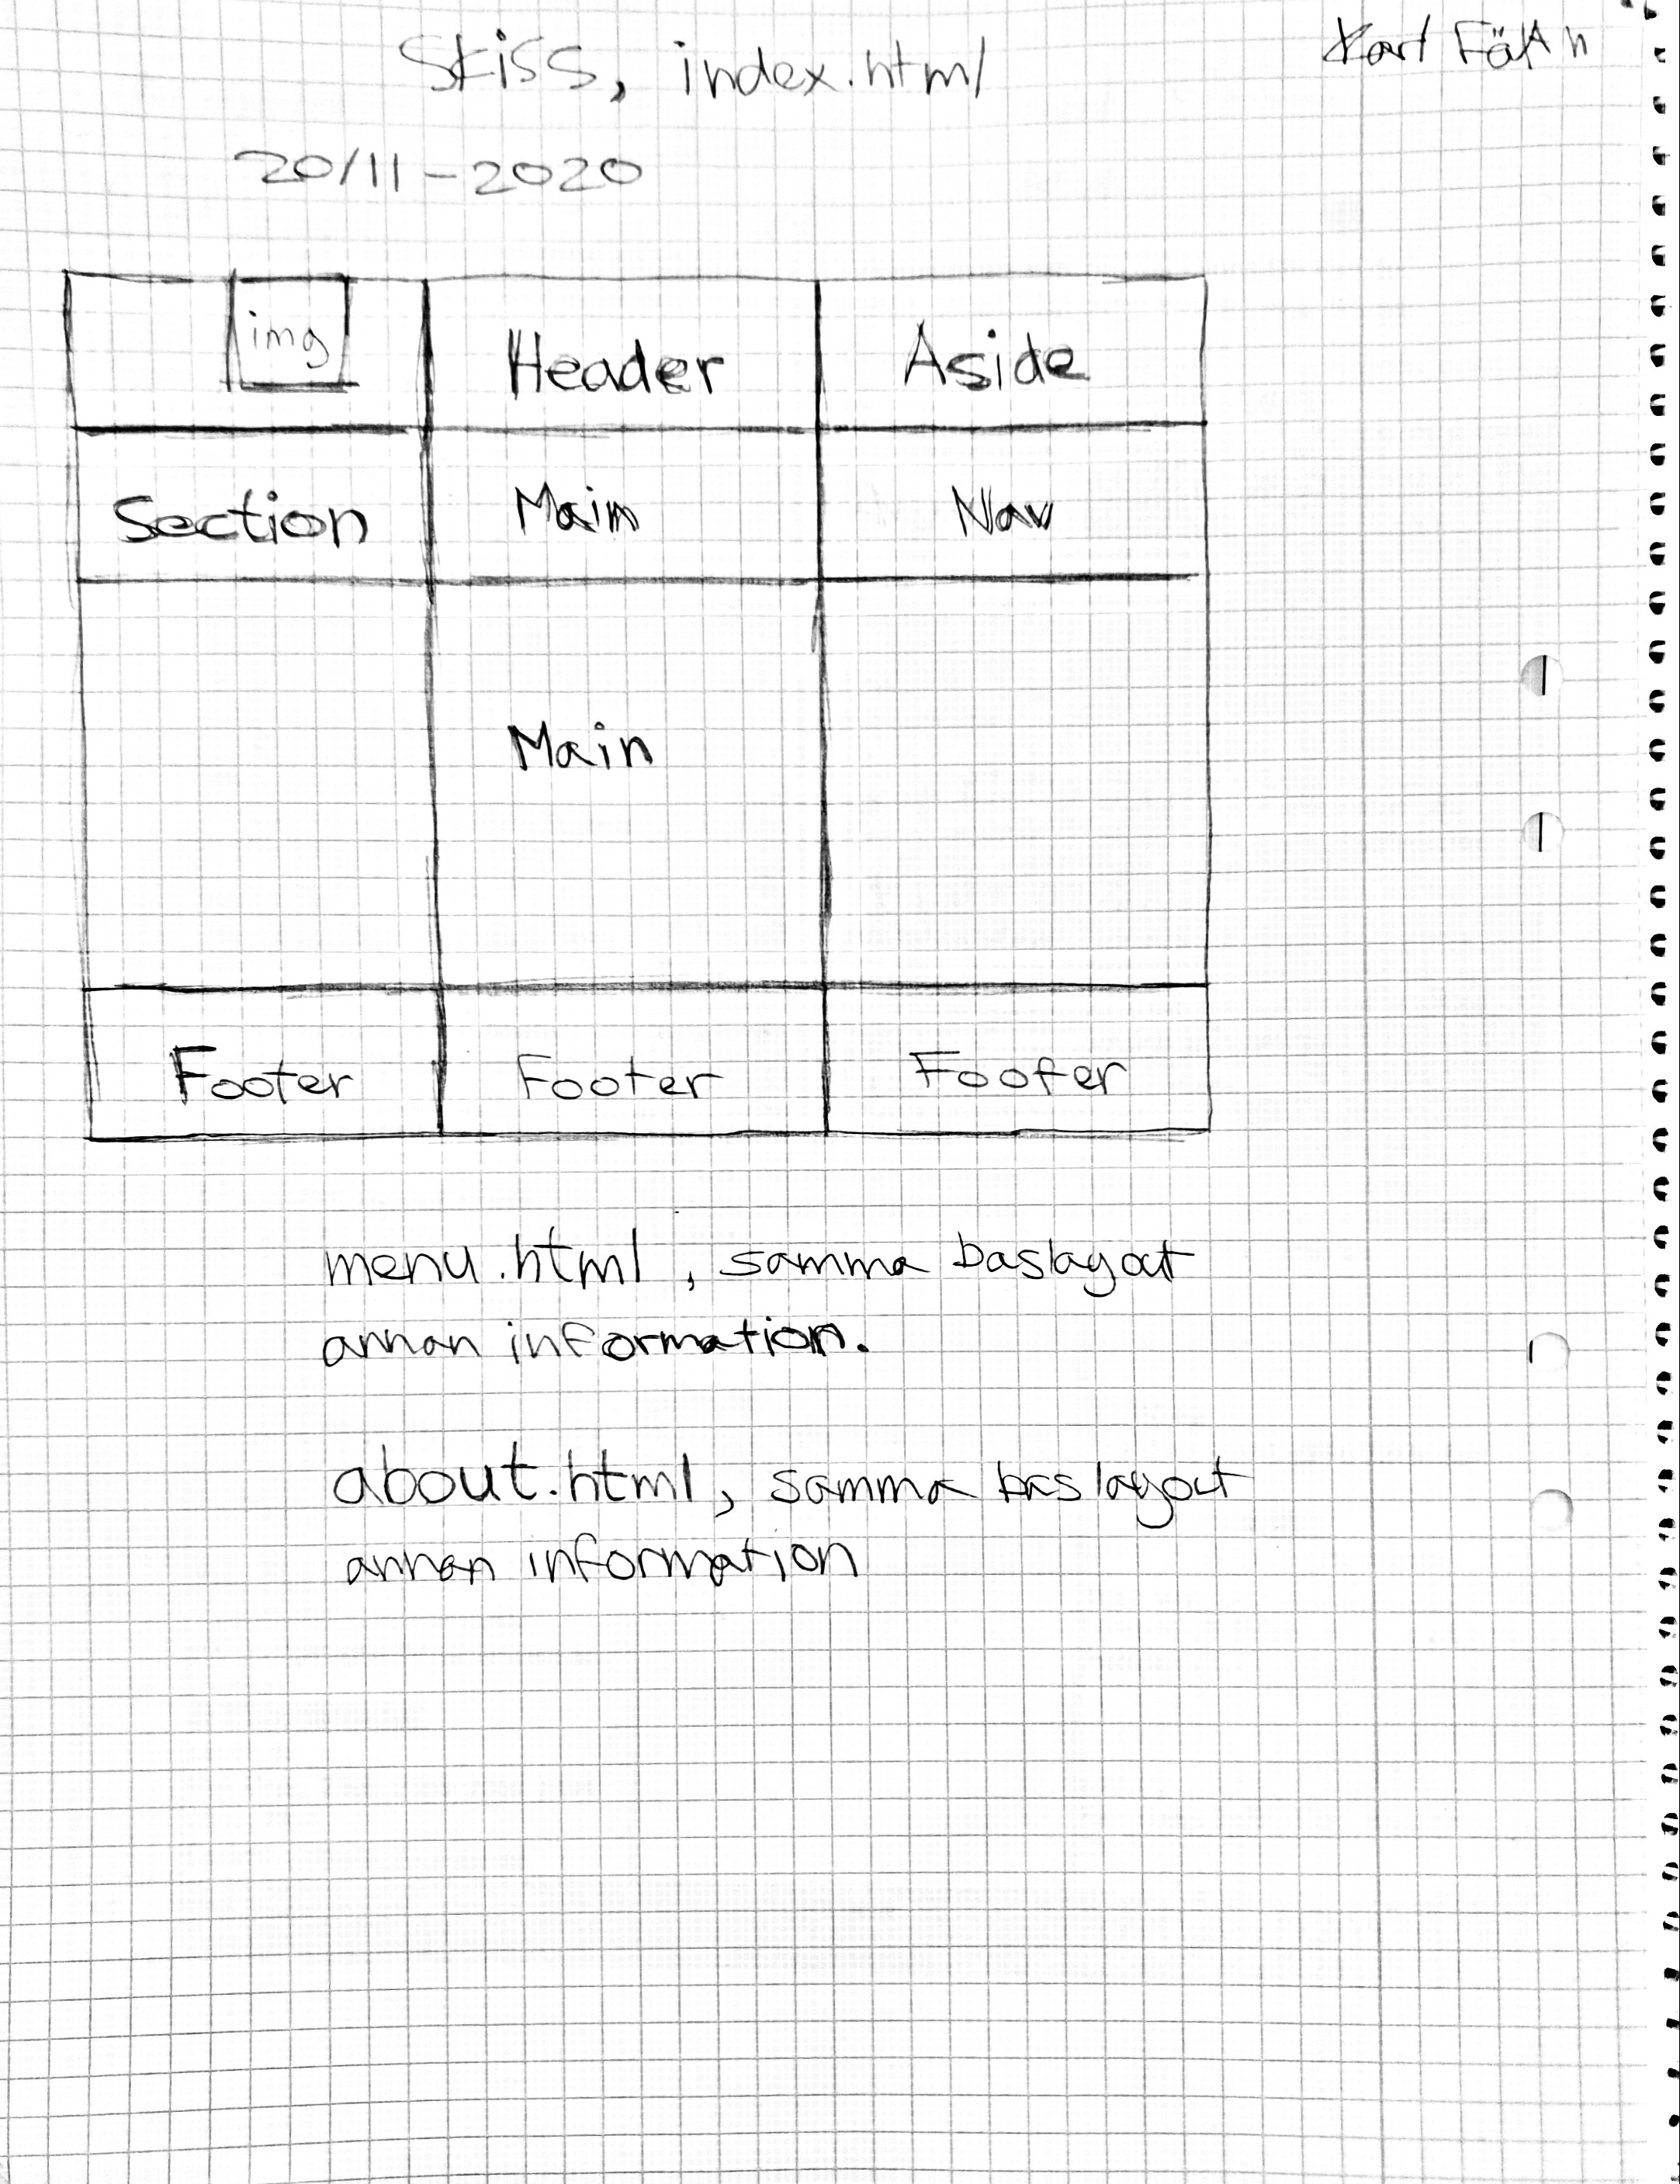 Skiss, index.html
Karl
20/11-2020
img Header Aside
Section Main Nav
Main
Footer Footer Footer
menu.html, samma baslayout
annan information.
about.html, samma baslayout
annan information